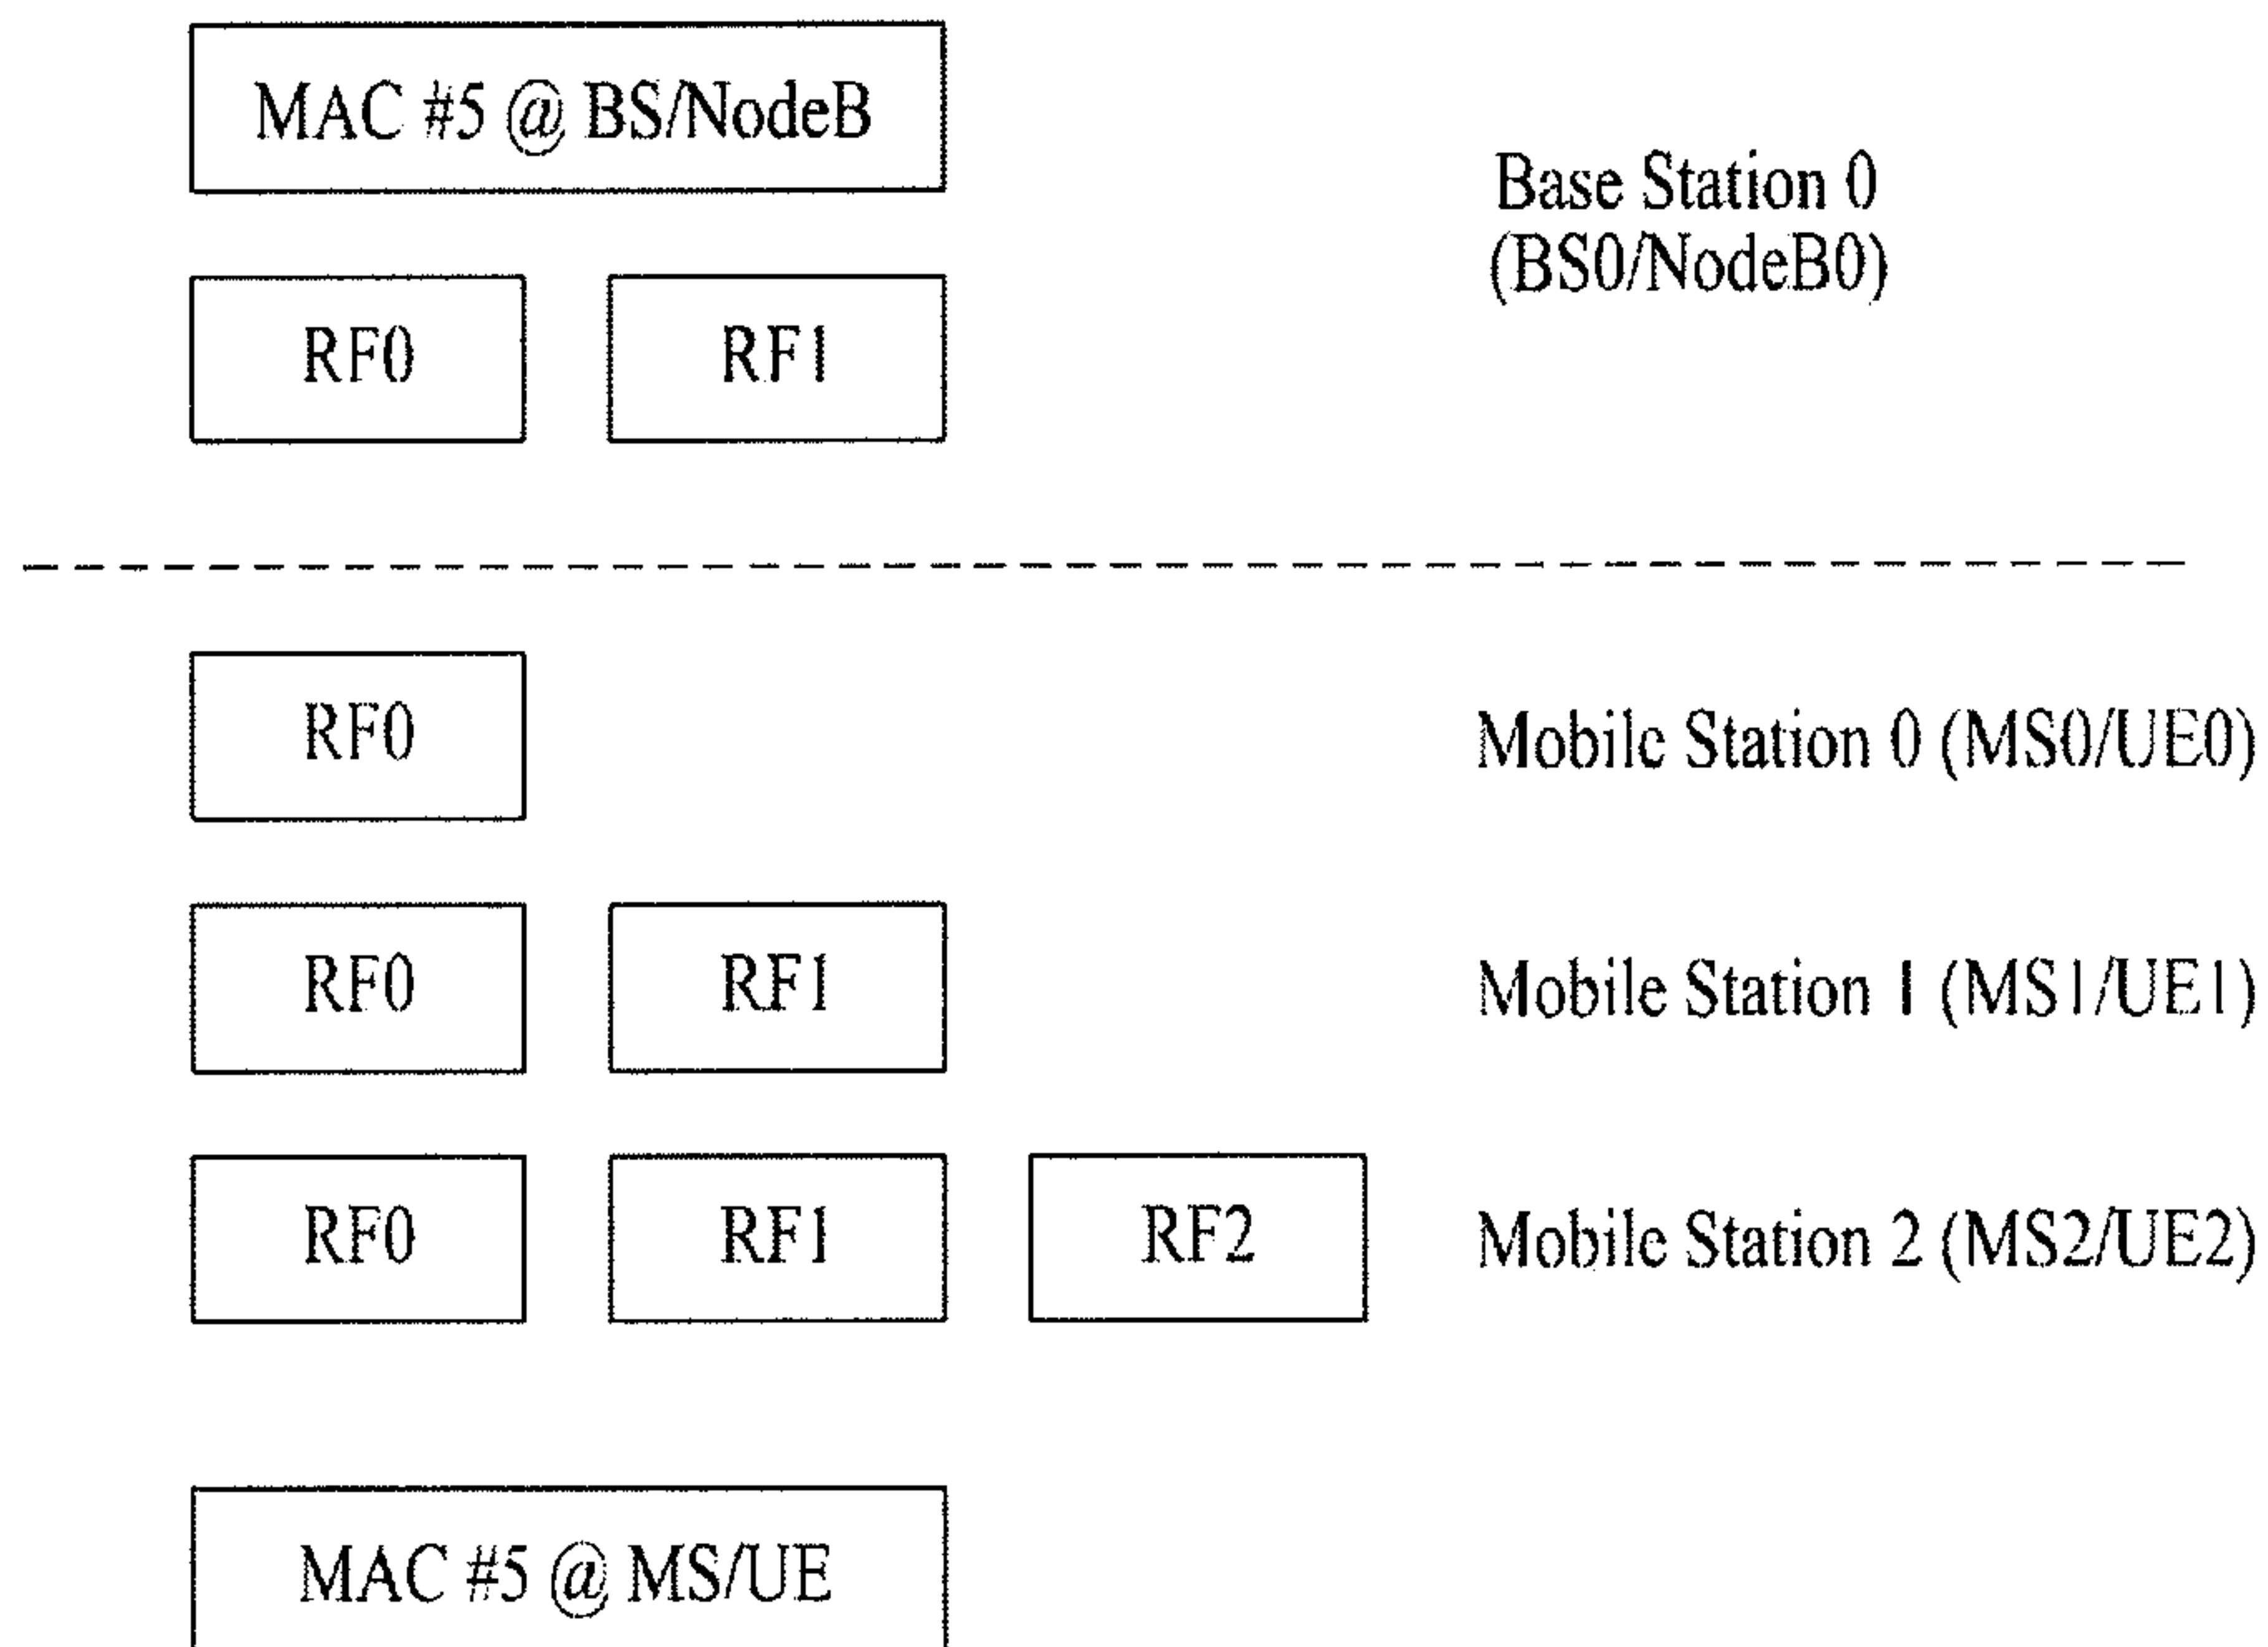 MAC #5 @ BS/NodeB
Base Station 0
(BS0/NodeB0)
RF0
RF1
RF0
Mobile Station 0 (MS0/UE0)
RF0
RF1
Mobile Station 1 (MS1/UE1)
RF0
RF1
RF2
Mobile Station 2 (MS2/UE2)
MAC #5 @ MS/UE